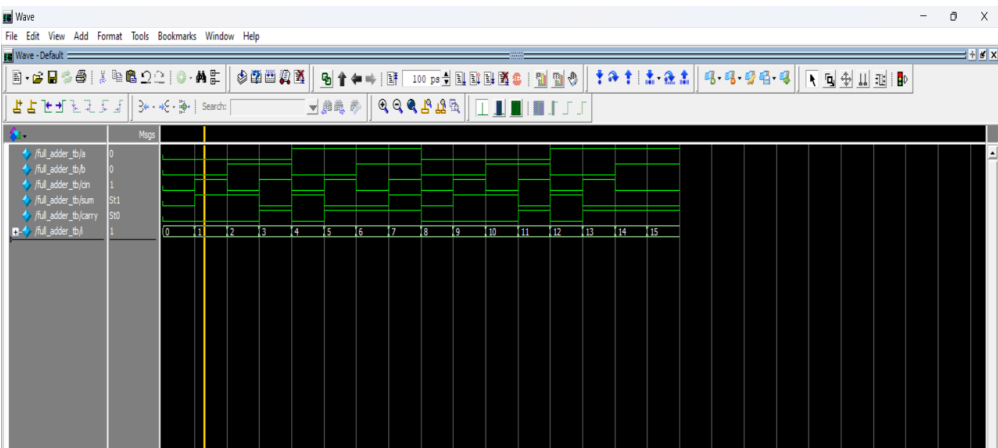 Wave
File Edit View Add Format Tools Bookmarks Window Help
Wave - Default
100 ps
Search:
Msgs
/full_adder_tb/a 0
/full_adder_tb/b 0
/full_adder_tb/cin 1
/full_adder_tb/sum St1
/full_adder_tb/carry St0
/full_adder_tb/i 1 0 1 2 3 4 5 6 7 8 9 10 11 12 13 14 15